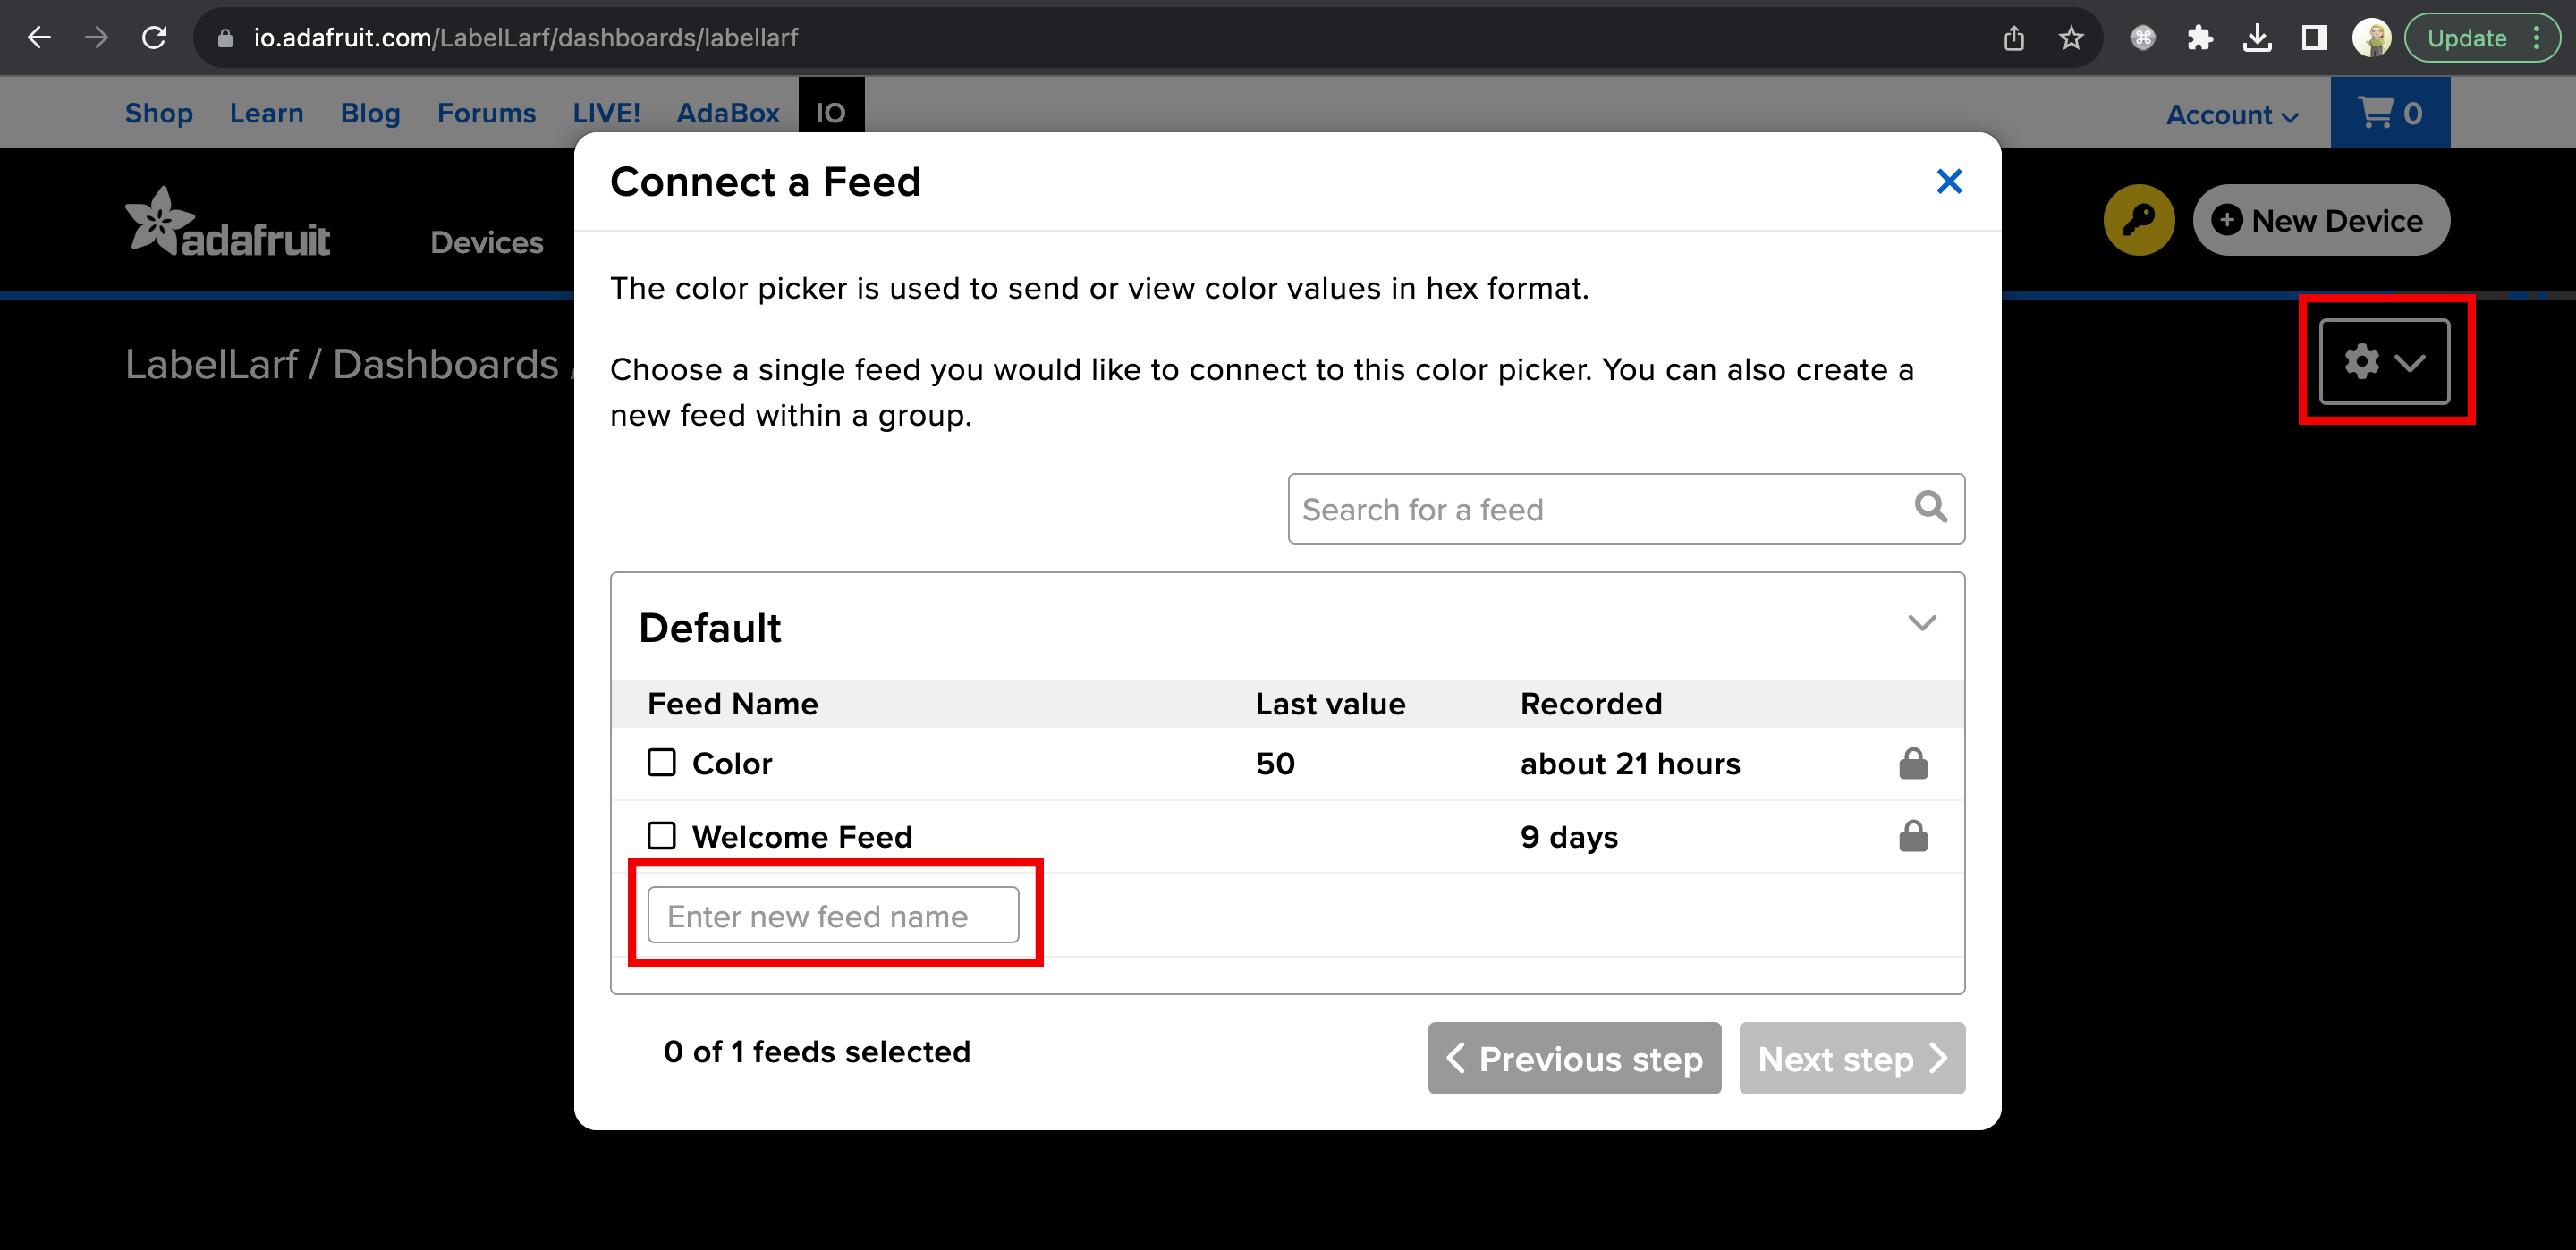 io.adafruit.com/LabelLarf/dashboards/labellarf
Update
Shop Learn Blog Forums LIVE! AdaBox IO
Account
0
Connect a Feed
adafruit
Devices
New Device
The color picker is used to send or view color values in hex format.
LabelLarf / Dashboards /
Choose a single feed you would like to connect to this color picker. You can also create a
new feed within a group.
Search for a feed
Default
Feed Name Last value Recorded
Color 50 about 21 hours
Welcome Feed 9 days
Enter new feed name
0 of 1 feeds selected
Previous step
Next step